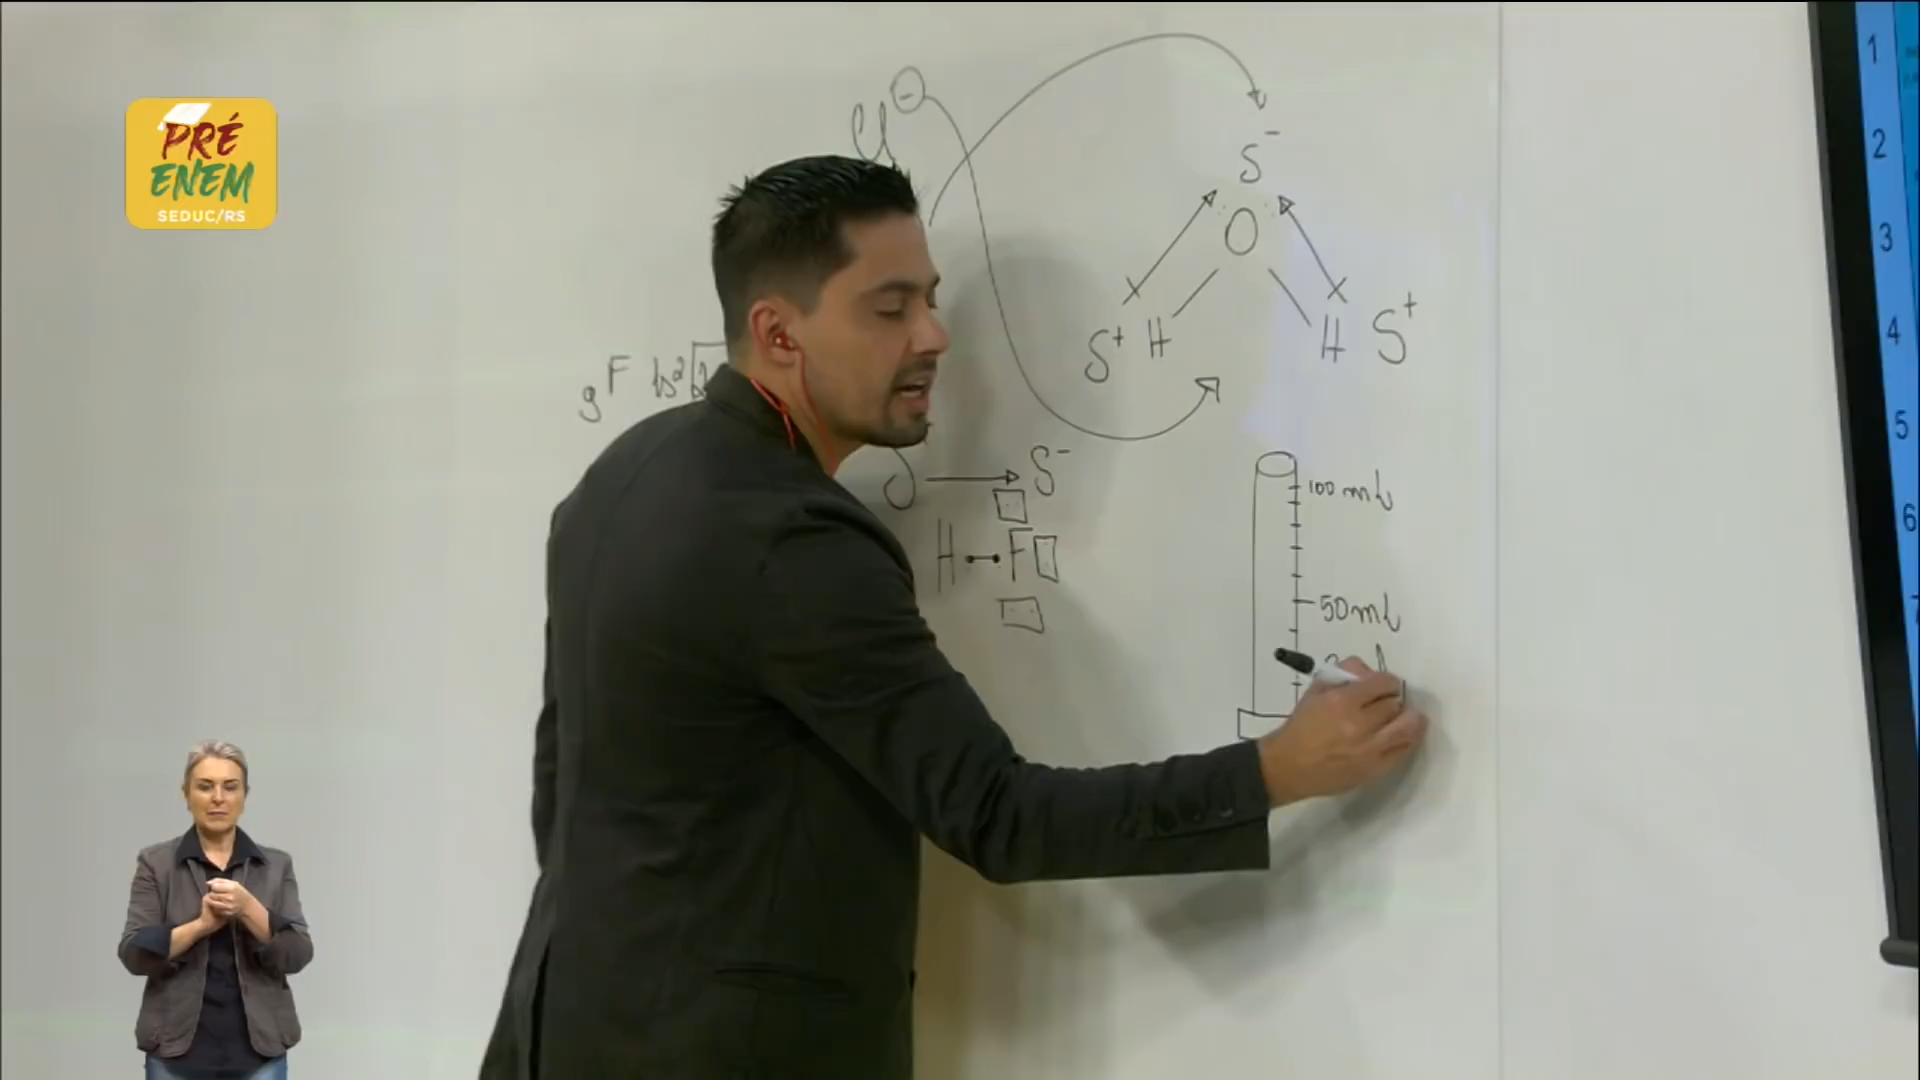 PRÉ
ENEM
SEDUC/RS
Cl⊖
δ⁻
O
δ⁺ H
H δ⁺
g F
δ⁻
H F
100 mL
50 mL
1
2
3
4
5
6